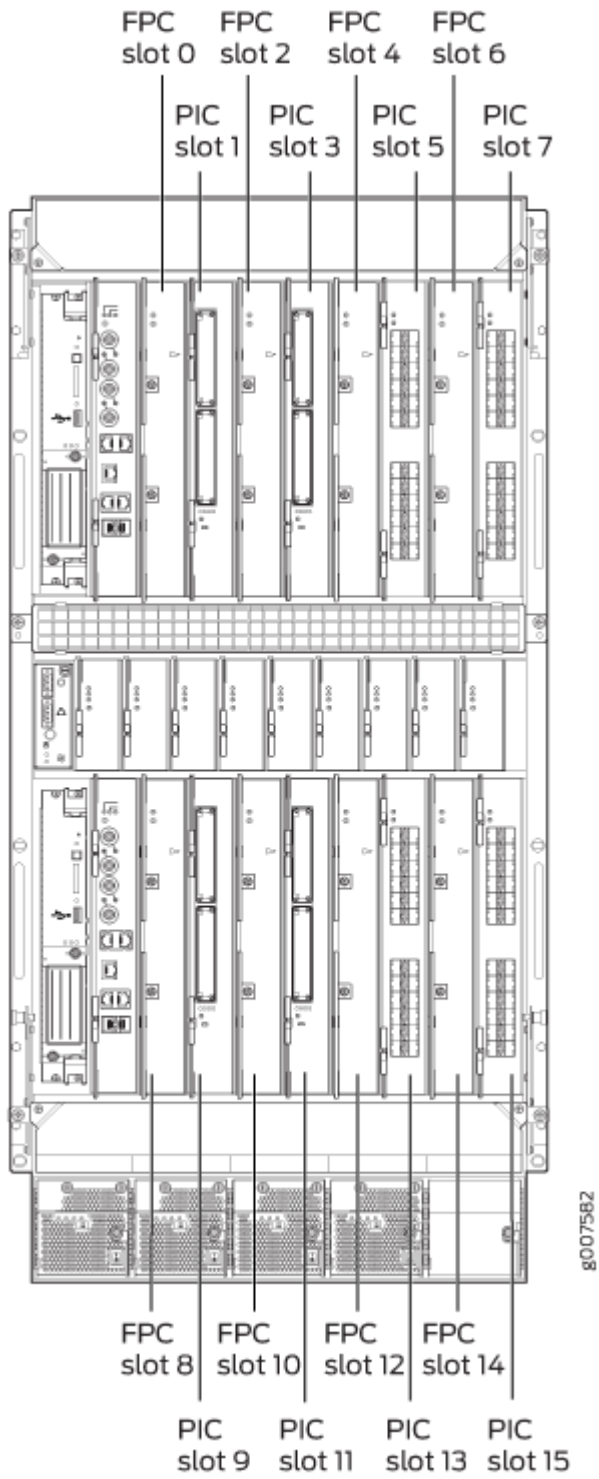 FPC
slot 0
FPC
slot 2
FPC
slot 4
FPC
slot 6
PIC
slot 1
PIC
slot 3
PIC
slot 5
PIC
slot 7
g007582
FPC
slot 8
FPC
slot 10
FPC
slot 12
FPC
slot 14
PIC
slot 9
PIC
slot 11
PIC
slot 13
PIC
slot 15